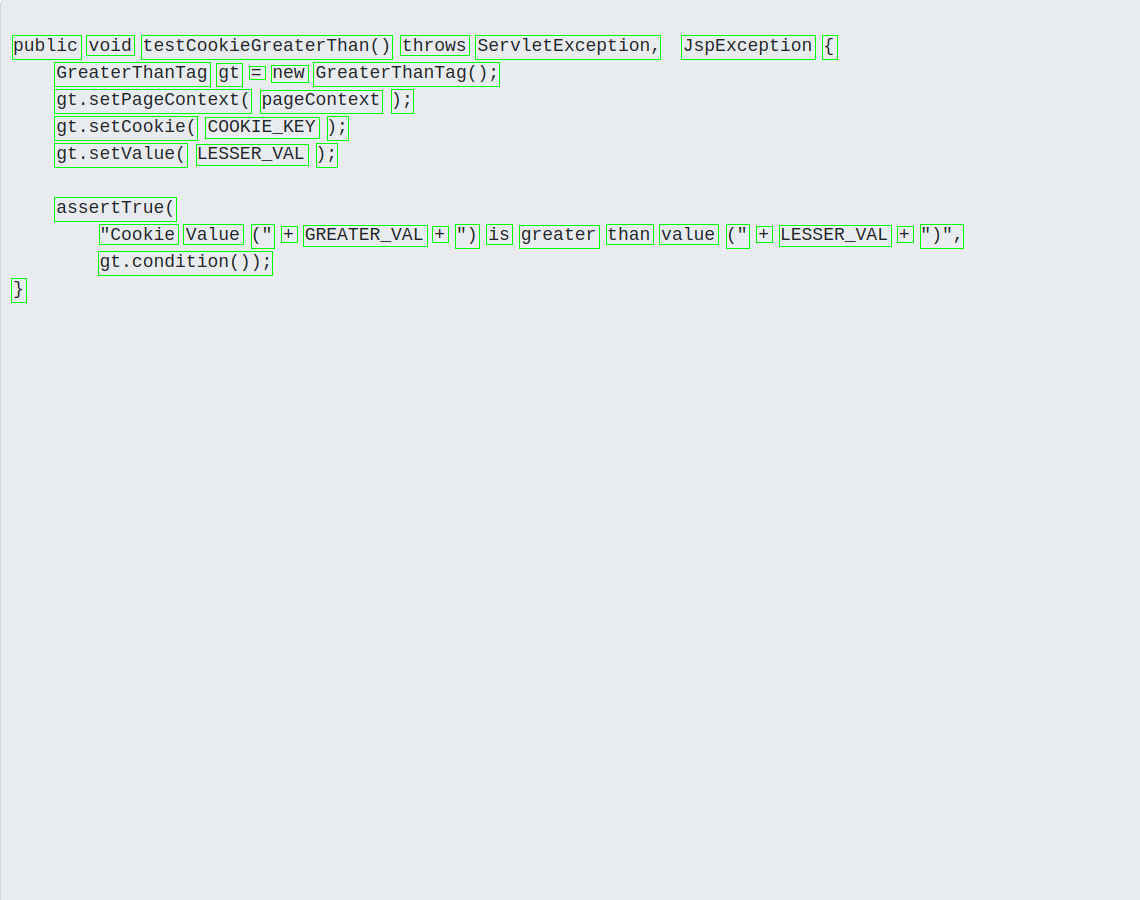 public void testCookieGreaterThan() throws ServletException,  JspException {
    GreaterThanTag gt = new GreaterThanTag();
    gt.setPageContext( pageContext );
    gt.setCookie( COOKIE_KEY );
    gt.setValue( LESSER_VAL );

    assertTrue(
        "Cookie Value (" + GREATER_VAL + ") is greater than value (" + LESSER_VAL + ")",
        gt.condition());
}